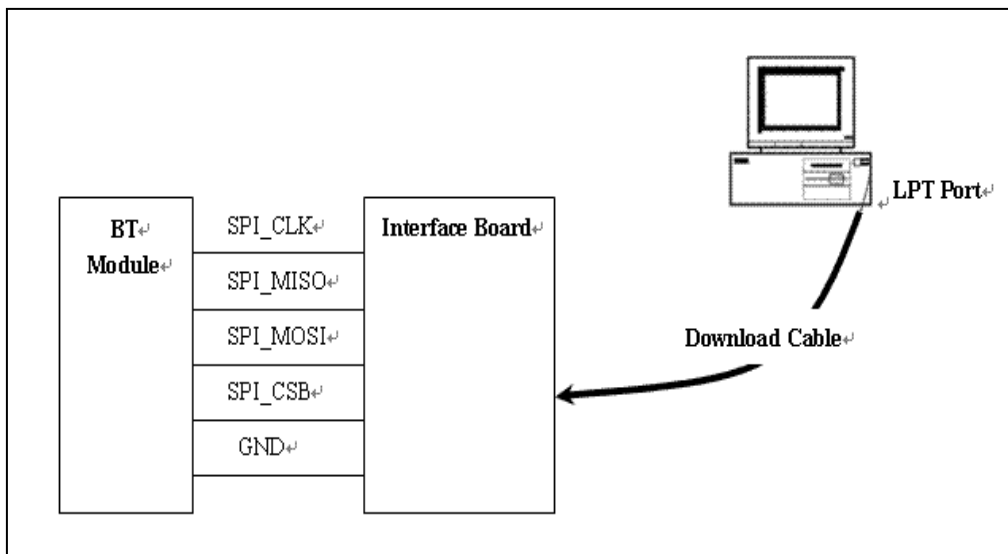 BT
Module
SPI_CLK
SPI_MISO
SPI_MOSI
SPI_CSB
GND
Interface Board
LPT Port
Download Cable